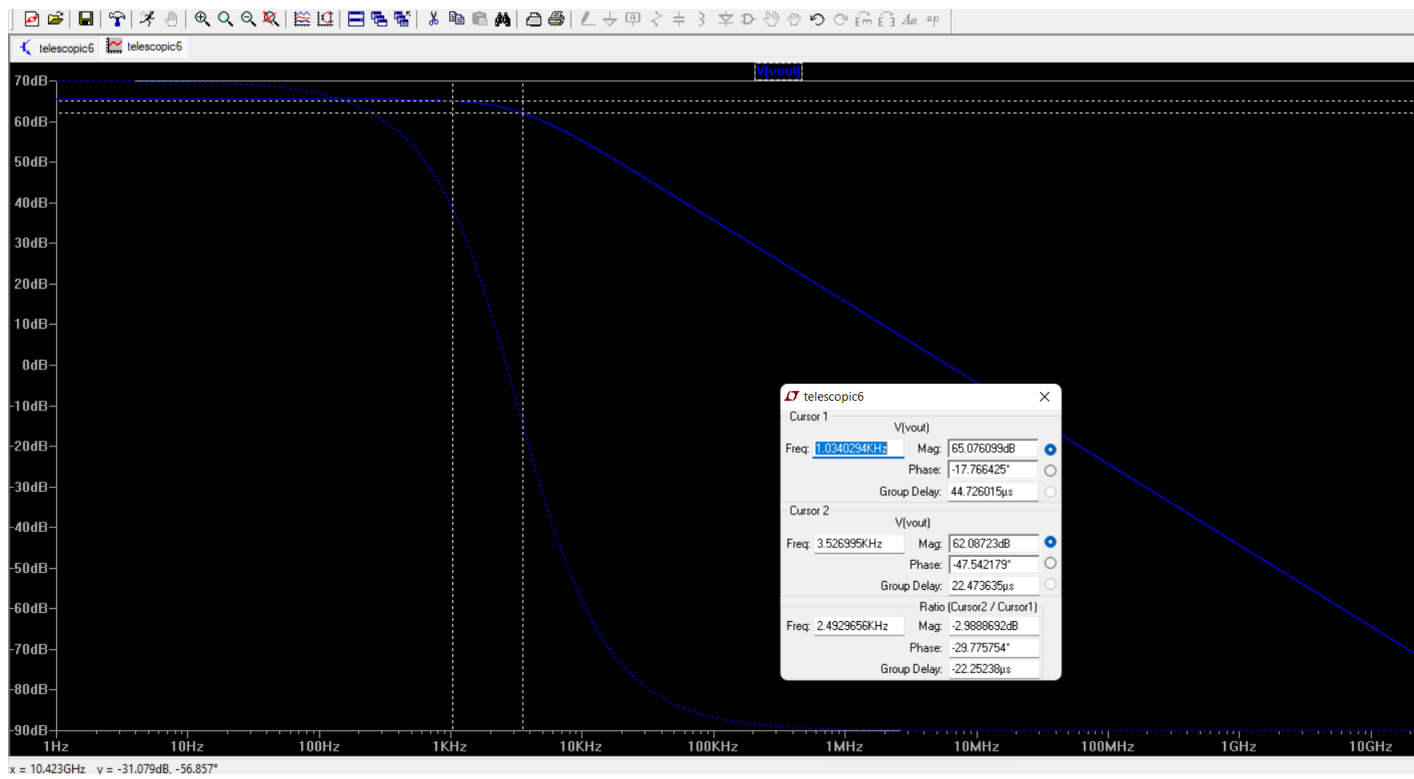 telescopic6 telescopic6
V(vout)
70dB
60dB
50dB
40dB
30dB
20dB
10dB
0dB
-10dB
-20dB
-30dB
-40dB
-50dB
-60dB
-70dB
-80dB
-90dB
1Hz 10Hz 100Hz 1KHz 10KHz 100KHz 1MHz 10MHz 100MHz 1GHz 10GHz
telescopic6
Cursor 1
V(vout)
Freq: 1.0340294KHz Mag: 65.076099dB
Phase: -17.766425°
Group Delay: 44.726015µs
Cursor 2
V(vout)
Freq: 3.526995KHz Mag: 62.08723dB
Phase: -47.542179°
Group Delay: 22.473635µs
Ratio (Cursor2 / Cursor1)
Freq: 2.4929656KHz Mag: -2.9888692dB
Phase: -29.775754°
Group Delay: -22.25238µs
x = 10.423GHz y = -31.079dB, -56.857°